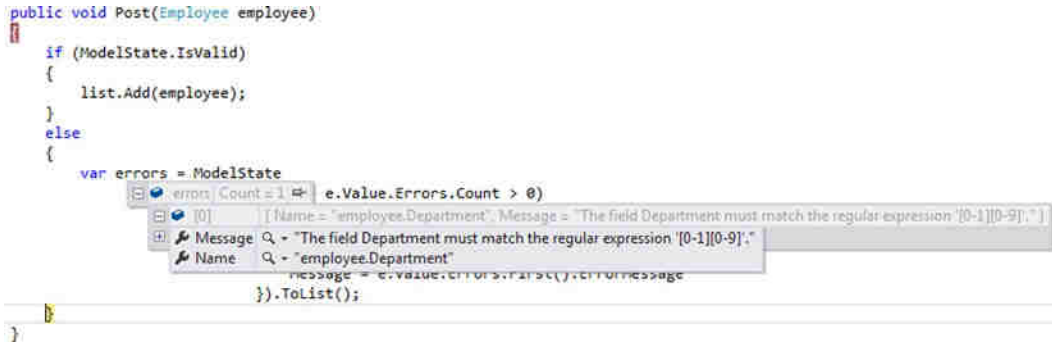 public void Post(Employee employee)
{
if (ModelState.IsValid)
{
list.Add(employee);
}
else
{
var errors = ModelState
errors Count = 1 e.Value.Errors.Count > 0)
[0] { Name = "employee.Department", Message = "The field Department must match the regular expression '[0-1][0-9]'." }
Message "The field Department must match the regular expression '[0-1][0-9]'."
Name "employee.Department"
Message = e.Value.Errors.First().ErrorMessage
}).ToList();
}
}